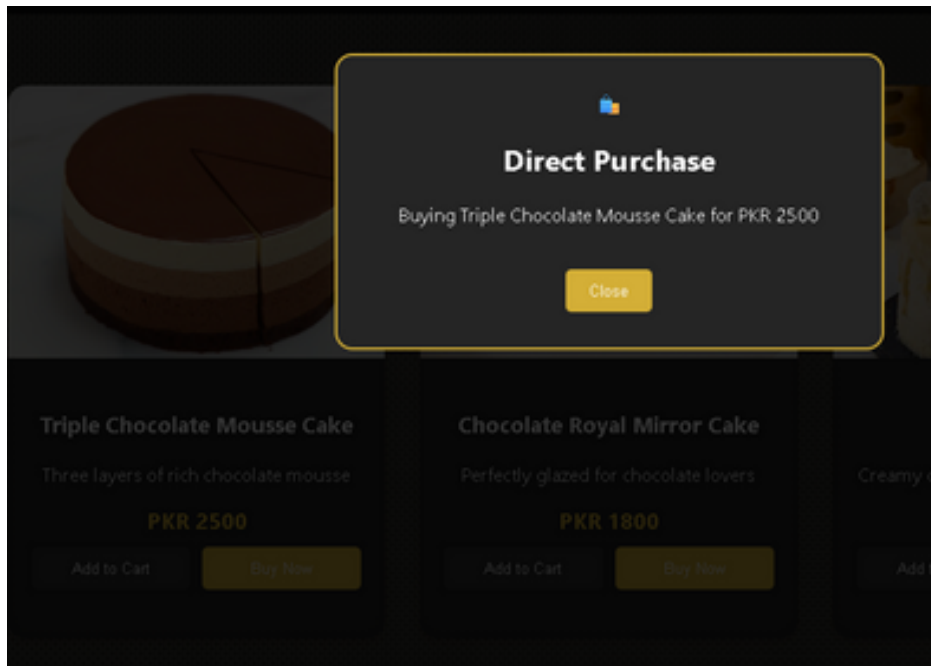 Direct Purchase
Buying Triple Chocolate Mousse Cake for PKR 2500
Close
Triple Chocolate Mousse Cake
Three layers of rich chocolate mousse
PKR 2500
Add to Cart
Buy Now
Chocolate Royal Mirror Cake
Perfectly glazed for chocolate lovers
PKR 1800
Add to Cart
Buy Now
Creamy
Add